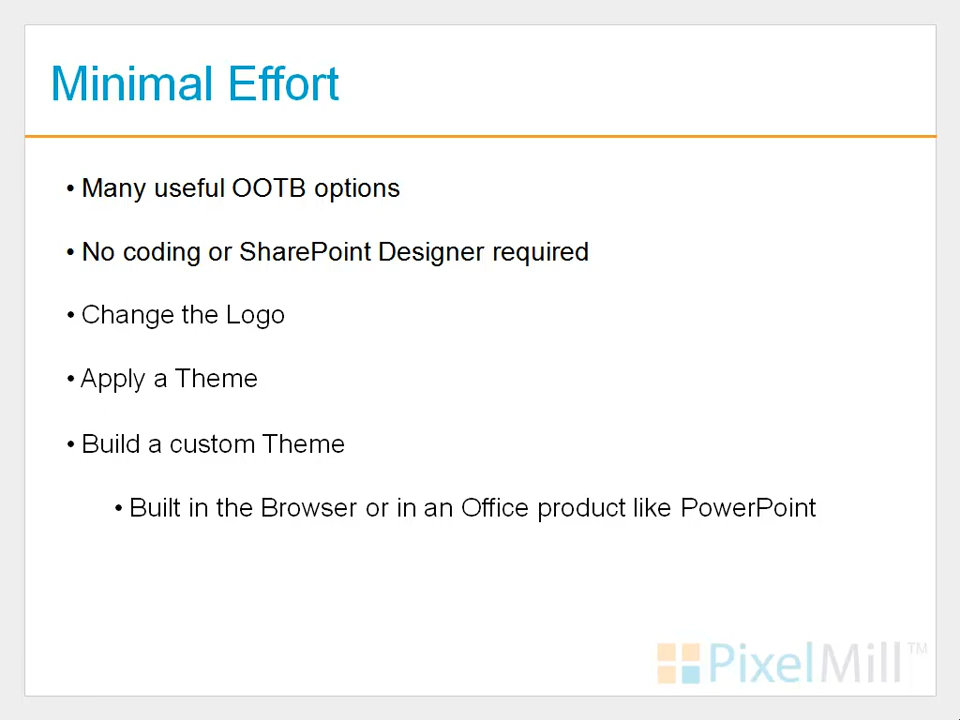 Minimal Effort
• Many useful OOTB options
• No coding or SharePoint Designer required
• Change the Logo
• Apply a Theme
• Build a custom Theme
• Built in the Browser or in an Office product like PowerPoint
PixelMill™